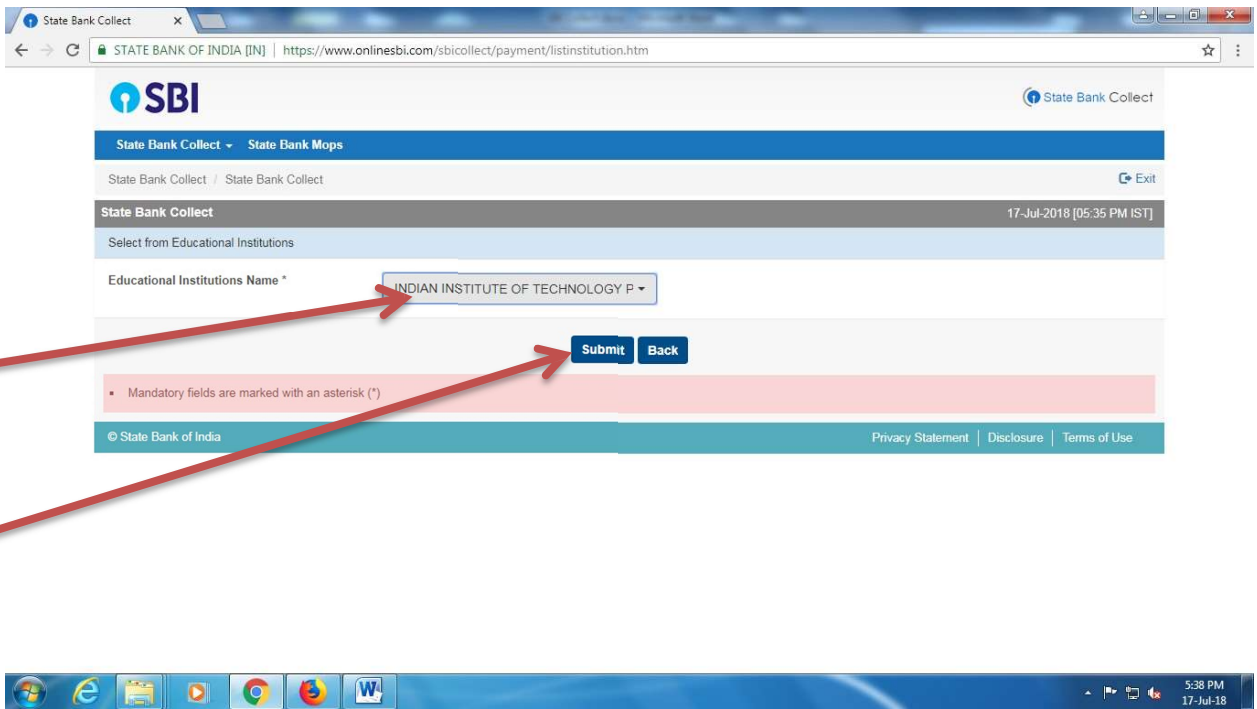 State Bank Collect
STATE BANK OF INDIA [IN] | https://www.onlinesbi.com/sbicollect/payment/listinstitution.htm
SBI
State Bank Collect
State Bank Collect State Bank Mops
State Bank Collect / State Bank Collect Exit
State Bank Collect 17-Jul-2018 [05:35 PM IST]
Select from Educational Institutions
Educational Institutions Name * INDIAN INSTITUTE OF TECHNOLOGY P
Submit Back
Mandatory fields are marked with an asterisk (*)
© State Bank of India Privacy Statement | Disclosure | Terms of Use
5:38 PM
17-Jul-18